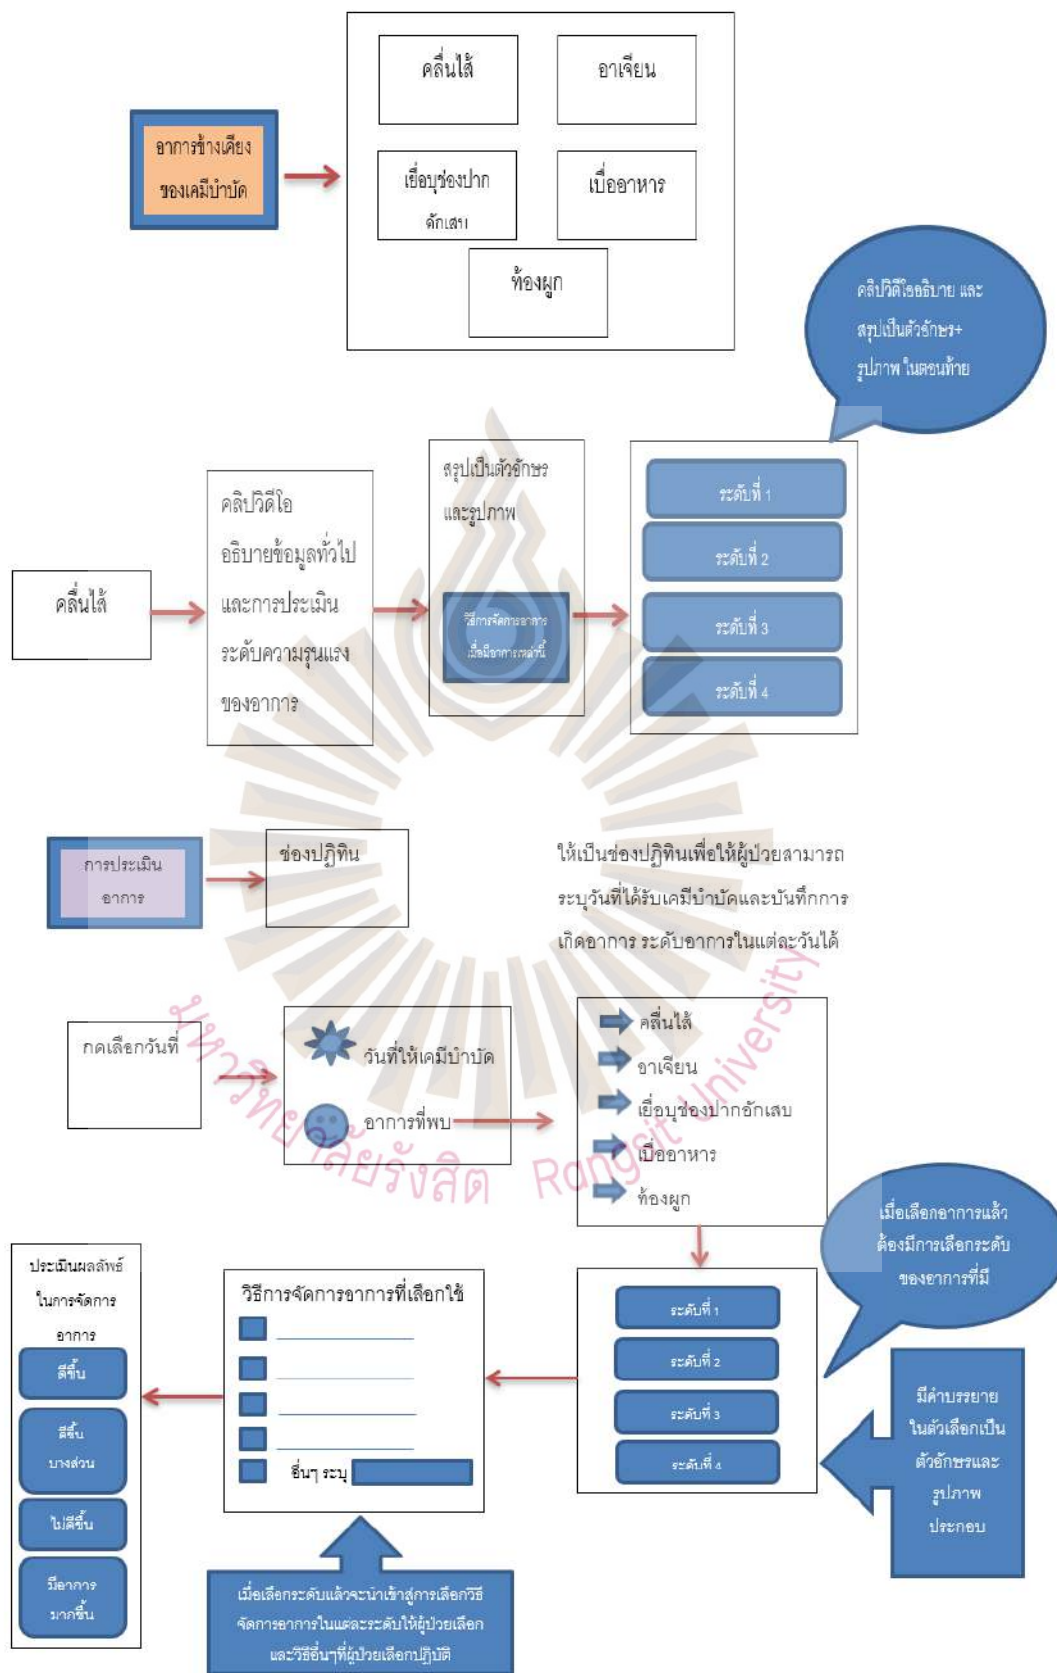 คลื่นไส้
อาเจียน
อาการข้างเคียง
ของเคมีบำบัด
เยื่อบุช่องปาก
อักเสบ
เบื่ออาหาร
ท้องผูก
คลิปวิดีโออธิบาย และ
สรุปเป็นตัวอักษร+
รูปภาพ ในตอนท้าย
คลื่นไส้
คลิปวิดีโอ
อธิบายข้อมูลทั่วไป
และการประเมิน
ระดับความรุนแรง
ของอาการ
สรุปเป็นตัวอักษร
และรูปภาพ
วิธีการจัดการอาการ
เมื่อมีอาการเหล่านี้
ระดับที่ 1
ระดับที่ 2
ระดับที่ 3
ระดับที่ 4
การประเมิน
อาการ
ช่องปฏิทิน
ให้เป็นช่องปฏิทินเพื่อให้ผู้ป่วยสามารถ
ระบุวันที่ได้รับเคมีบำบัดและบันทึกการ
เกิดอาการ ระดับอาการในแต่ละวันได้
กดเลือกวันที่
วันที่ให้เคมีบำบัด
อาการที่พบ
คลื่นไส้
อาเจียน
เยื่อบุช่องปากอักเสบ
เบื่ออาหาร
ท้องผูก
มหาวิทยาลัยรังสิต Rangsit University
เมื่อเลือกอาการแล้ว
ต้องมีการเลือกระดับ
ของอาการที่มี
ระดับที่ 1
ระดับที่ 2
ระดับที่ 3
ระดับที่ 4
มีคำบรรยาย
ในตัวเลือกเป็น
ตัวอักษรและ
รูปภาพ
ประกอบ
วิธีการจัดการอาการที่เลือกใช้
อื่นๆ ระบุ
เมื่อเลือกระดับแล้วจะนำเข้าสู่การเลือกวิธี
จัดการอาการในแต่ละระดับให้ผู้ป่วยเลือก
และวิธีอื่นๆที่ผู้ป่วยเลือกปฏิบัติ
ประเมินผลลัพธ์
ในการจัดการ
อาการ
ดีขึ้น
ดีขึ้น
บางส่วน
ไม่ดีขึ้น
มีอาการ
มากขึ้น